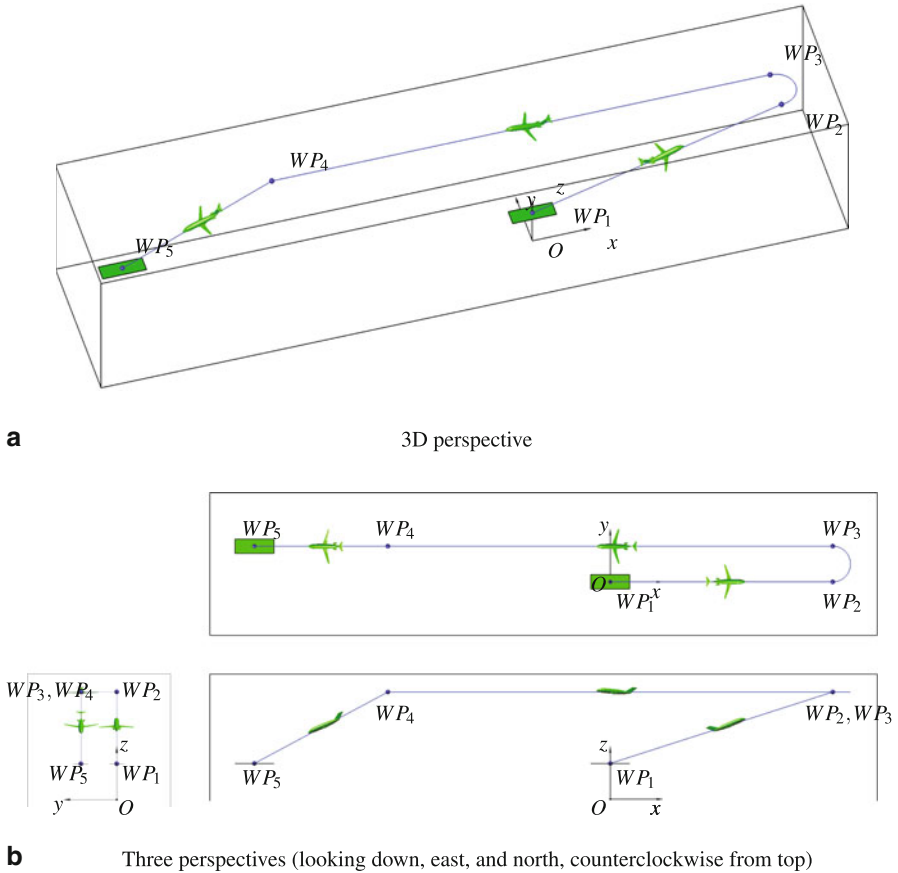 WP3
WP2
WP4
z
y
WP1
WP5
O
x
a 3D perspective
WP5 WP4 y WP3
O WP1 x WP2
WP3, WP4 WP2
WP4 WP2, WP3
z z
WP5 WP1 WP5 WP1
y O O x
b Three perspectives (looking down, east, and north, counterclockwise from top)